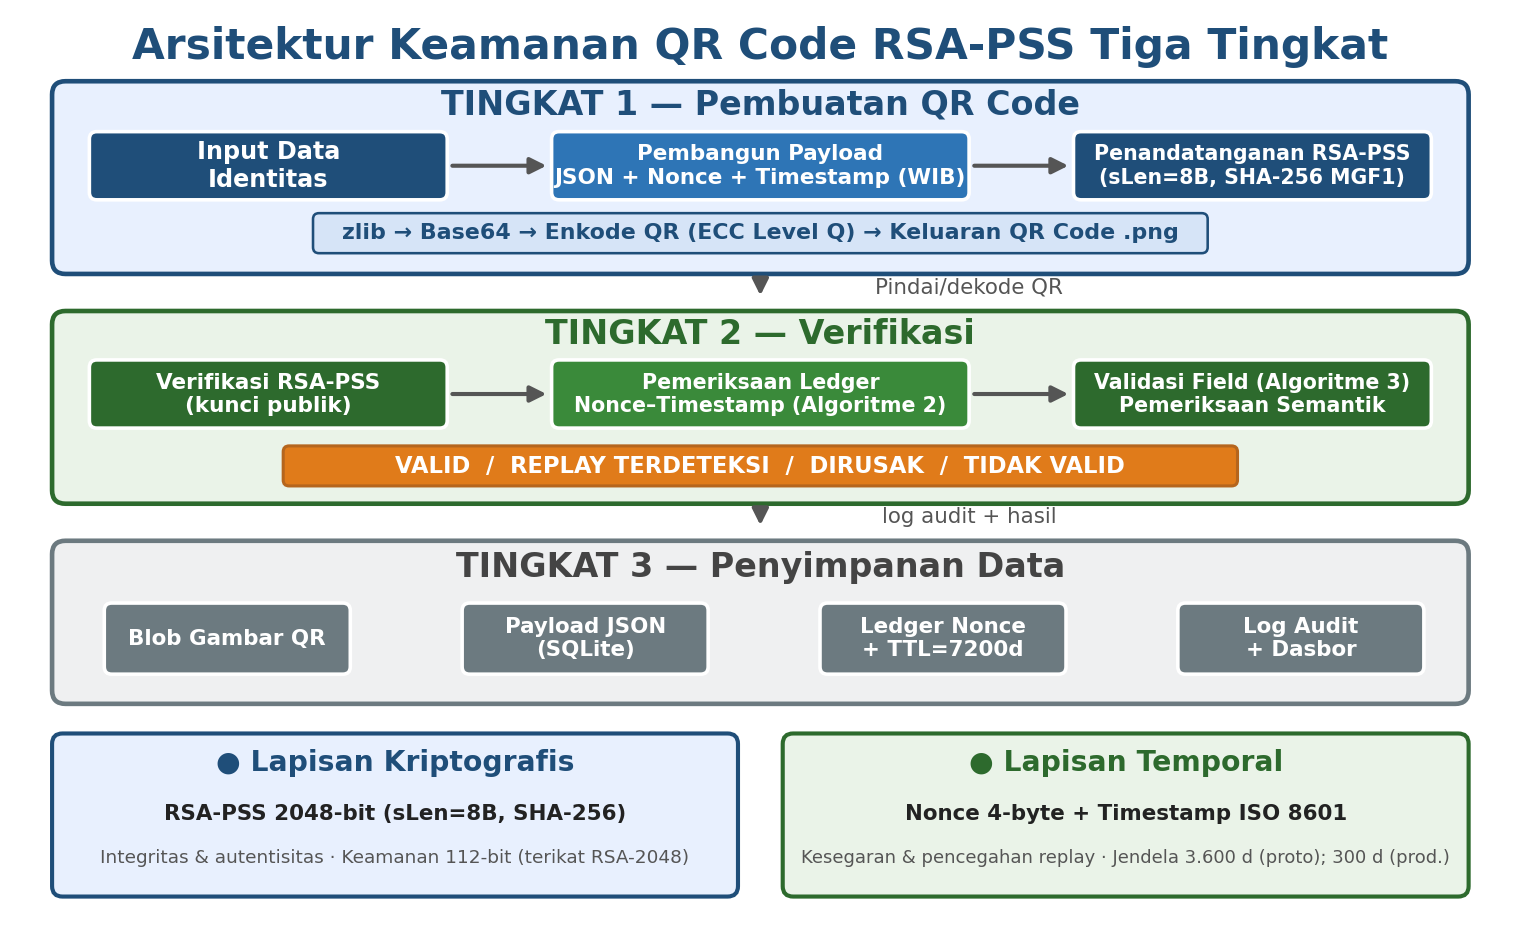 Arsitektur Keamanan QR Code RSA-PSS Tiga Tingkat
TINGKAT 1 — Pembuatan QR Code
Input Data
Identitas
Pembangun Payload
JSON + Nonce + Timestamp (WIB)
Penandatanganan RSA-PSS
(sLen=8B, SHA-256 MGF1)
zlib → Base64 → Enkode QR (ECC Level Q) → Keluaran QR Code .png
Pindai/dekode QR
TINGKAT 2 — Verifikasi
Verifikasi RSA-PSS
(kunci publik)
Pemeriksaan Ledger
Nonce–Timestamp (Algoritme 2)
Validasi Field (Algoritme 3)
Pemeriksaan Semantik
VALID / REPLAY TERDETEKSI / DIRUSAK / TIDAK VALID
log audit + hasil
TINGKAT 3 — Penyimpanan Data
Blob Gambar QR
Payload JSON
(SQLite)
Ledger Nonce
+ TTL=7200d
Log Audit
+ Dasbor
● Lapisan Kriptografis
RSA-PSS 2048-bit (sLen=8B, SHA-256)
Integritas & autentisitas · Keamanan 112-bit (terikat RSA-2048)
● Lapisan Temporal
Nonce 4-byte + Timestamp ISO 8601
Kesegaran & pencegahan replay · Jendela 3.600 d (proto); 300 d (prod.)